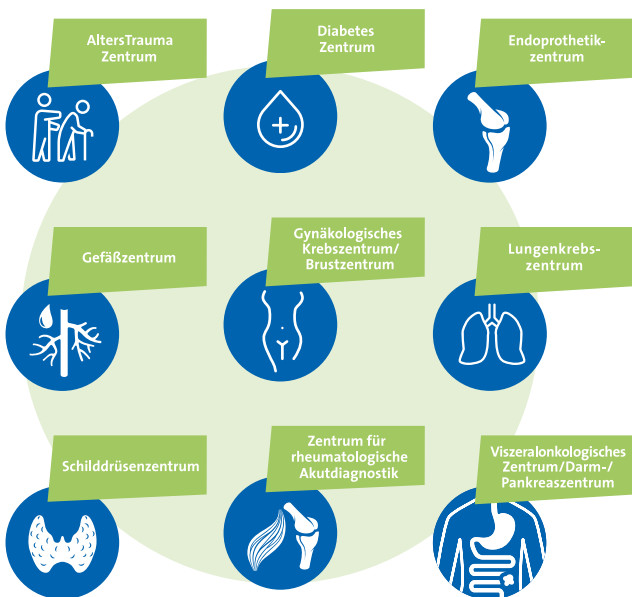 AltersTrauma
Zentrum
Diabetes
Zentrum
Endoprothetik-
zentrum
Gefäßzentrum
Gynäkologisches
Krebszentrum/
Brustzentrum
Lungenkrebs-
zentrum
Schilddrüsenzentrum
Zentrum für
rheumatologische
Akutdiagnostik
Viszeralonkologisches
Zentrum/Darm-/
Pankreaszentrum